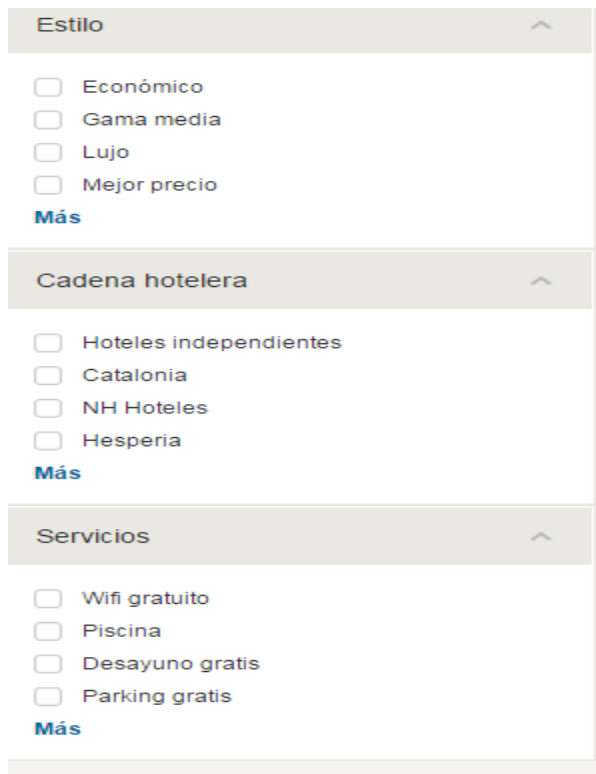 Estilo
Económico
Gama media
Lujo
Mejor precio
Más
Cadena hotelera
Hoteles independientes
Catalonia
NH Hoteles
Hesperia
Más
Servicios
Wifi gratuito
Piscina
Desayuno gratis
Parking gratis
Más